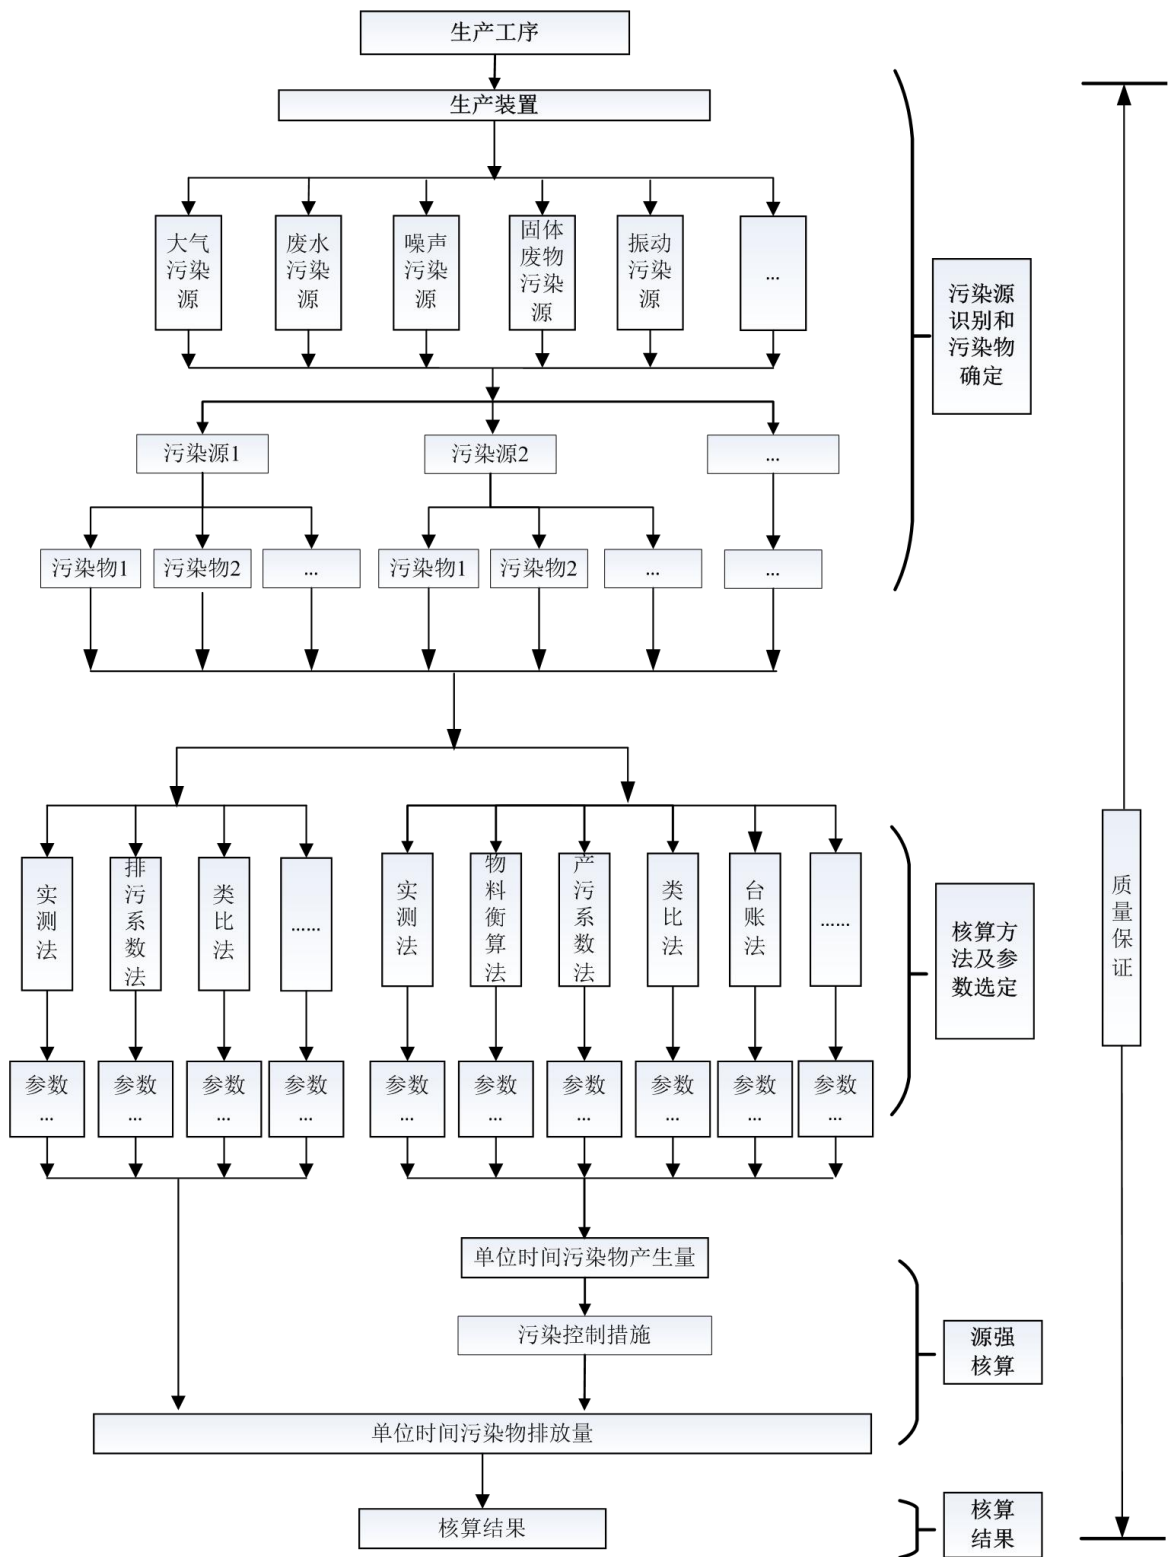 生产工序
生产装置
大气
污染
源
废水
污染
源
噪声
污染
源
固体
废物
污染
源
振动
污染
源
...
污染源
识别和
污染物
确定
污染源1
污染源2
...
污染物1
污染物2
...
污染物1
污染物2
...
...
实
测
法
排
污
系
数
法
类
比
法
......
实
测
法
物
料
衡
算
法
产
污
系
数
法
类
比
法
台
账
法
......
核算方
法及参
数选定
质
量
保
证
参数
...
参数
...
参数
...
参数
...
参数
...
参数
...
参数
...
参数
...
参数
...
参数
...
单位时间污染物产生量
污染控制措施
源强
核算
单位时间污染物排放量
核算结果
核算
结果